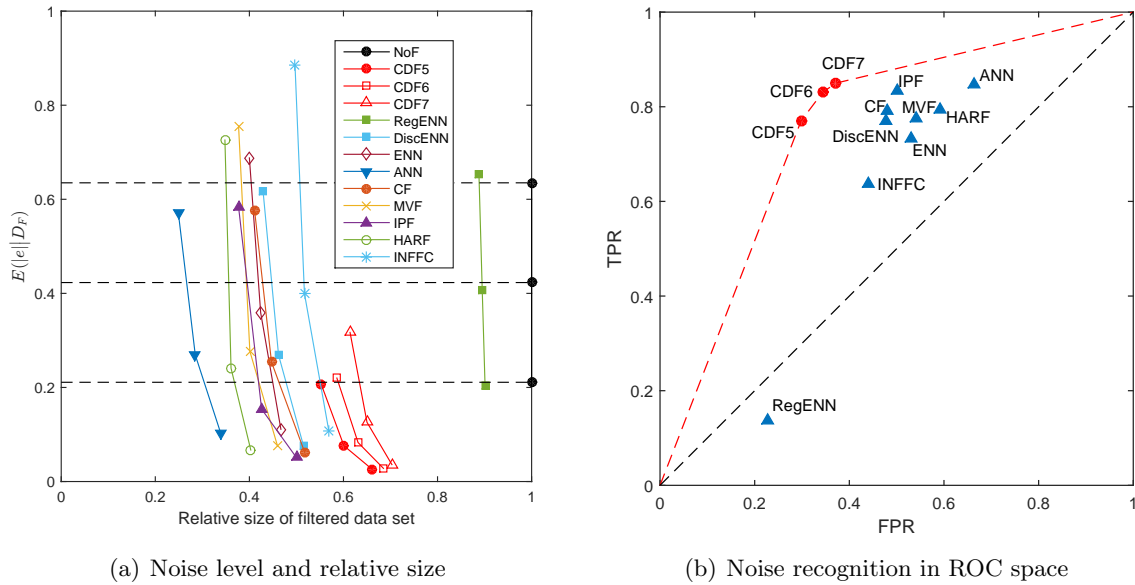 1
0.8
0.6
0.4
0.2
0
E(|e||D_F)
0 0.2 0.4 0.6 0.8 1
Relative size of filtered data set
NoF
CDF5
CDF6
CDF7
RegENN
DiscENN
ENN
ANN
CF
MVF
IPF
HARF
INFFC
(a) Noise level and relative size
1
0.8
0.6
0.4
0.2
0
TPR
CDF7
IPF
ANN
CDF6
CF
MVF
HARF
CDF5
DiscENN
ENN
INFFC
RegENN
0 0.2 0.4 0.6 0.8 1
FPR
(b) Noise recognition in ROC space